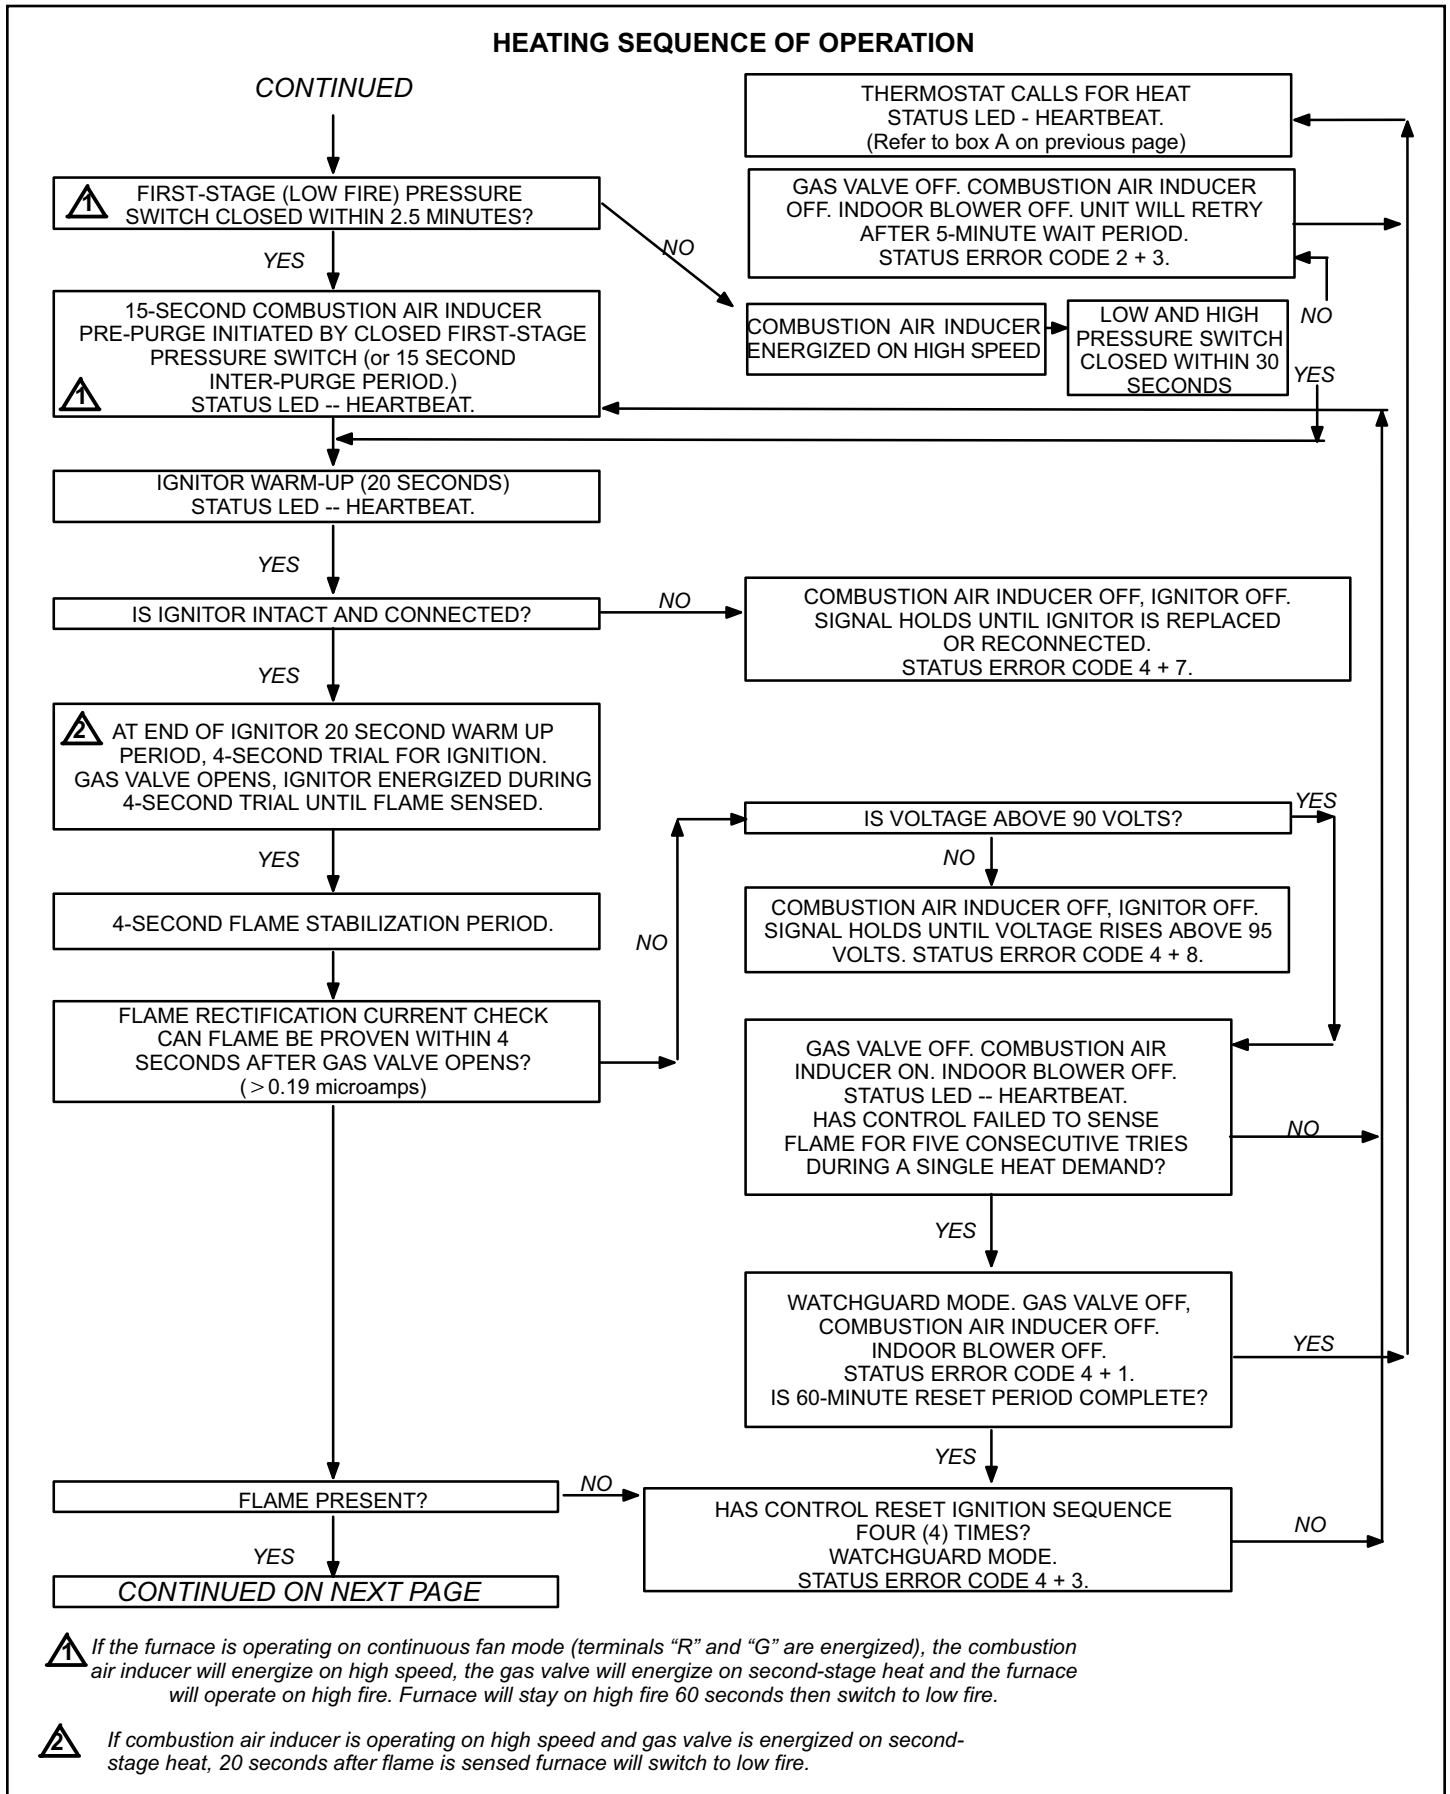 HEATING SEQUENCE OF OPERATION
CONTINUED
1
FIRST-STAGE (LOW FIRE) PRESSURE
SWITCH CLOSED WITHIN 2.5 MINUTES?
YES
NO
15-SECOND COMBUSTION AIR INDUCER
PRE-PURGE INITIATED BY CLOSED FIRST-STAGE
PRESSURE SWITCH (or 15 SECOND
INTER-PURGE PERIOD.)
1
STATUS LED -- HEARTBEAT.
THERMOSTAT CALLS FOR HEAT
STATUS LED - HEARTBEAT.
(Refer to box A on previous page)
GAS VALVE OFF. COMBUSTION AIR INDUCER
OFF. INDOOR BLOWER OFF. UNIT WILL RETRY
AFTER 5-MINUTE WAIT PERIOD.
STATUS ERROR CODE 2 + 3.
COMBUSTION AIR INDUCER
ENERGIZED ON HIGH SPEED
LOW AND HIGH
PRESSURE SWITCH
CLOSED WITHIN 30
SECONDS
NO
YES
IGNITOR WARM-UP (20 SECONDS)
STATUS LED -- HEARTBEAT.
YES
IS IGNITOR INTACT AND CONNECTED?
NO
COMBUSTION AIR INDUCER OFF, IGNITOR OFF.
SIGNAL HOLDS UNTIL IGNITOR IS REPLACED
OR RECONNECTED.
STATUS ERROR CODE 4 + 7.
YES
2
AT END OF IGNITOR 20 SECOND WARM UP
PERIOD, 4-SECOND TRIAL FOR IGNITION.
GAS VALVE OPENS, IGNITOR ENERGIZED DURING
4-SECOND TRIAL UNTIL FLAME SENSED.
YES
4-SECOND FLAME STABILIZATION PERIOD.
FLAME RECTIFICATION CURRENT CHECK
CAN FLAME BE PROVEN WITHIN 4
SECONDS AFTER GAS VALVE OPENS?
(>0.19 microamps)
NO
IS VOLTAGE ABOVE 90 VOLTS?
YES
NO
COMBUSTION AIR INDUCER OFF, IGNITOR OFF.
SIGNAL HOLDS UNTIL VOLTAGE RISES ABOVE 95
VOLTS. STATUS ERROR CODE 4 + 8.
GAS VALVE OFF. COMBUSTION AIR
INDUCER ON. INDOOR BLOWER OFF.
STATUS LED -- HEARTBEAT.
HAS CONTROL FAILED TO SENSE
FLAME FOR FIVE CONSECUTIVE TRIES
DURING A SINGLE HEAT DEMAND?
NO
YES
WATCHGUARD MODE. GAS VALVE OFF,
COMBUSTION AIR INDUCER OFF.
INDOOR BLOWER OFF.
STATUS ERROR CODE 4 + 1.
IS 60-MINUTE RESET PERIOD COMPLETE?
YES
YES
FLAME PRESENT?
NO
HAS CONTROL RESET IGNITION SEQUENCE
FOUR (4) TIMES?
WATCHGUARD MODE.
STATUS ERROR CODE 4 + 3.
NO
YES
CONTINUED ON NEXT PAGE
1
If the furnace is operating on continuous fan mode (terminals “R” and “G” are energized), the combustion
air inducer will energize on high speed, the gas valve will energize on second-stage heat and the furnace
will operate on high fire. Furnace will stay on high fire 60 seconds then switch to low fire.
2
If combustion air inducer is operating on high speed and gas valve is energized on second-
stage heat, 20 seconds after flame is sensed furnace will switch to low fire.